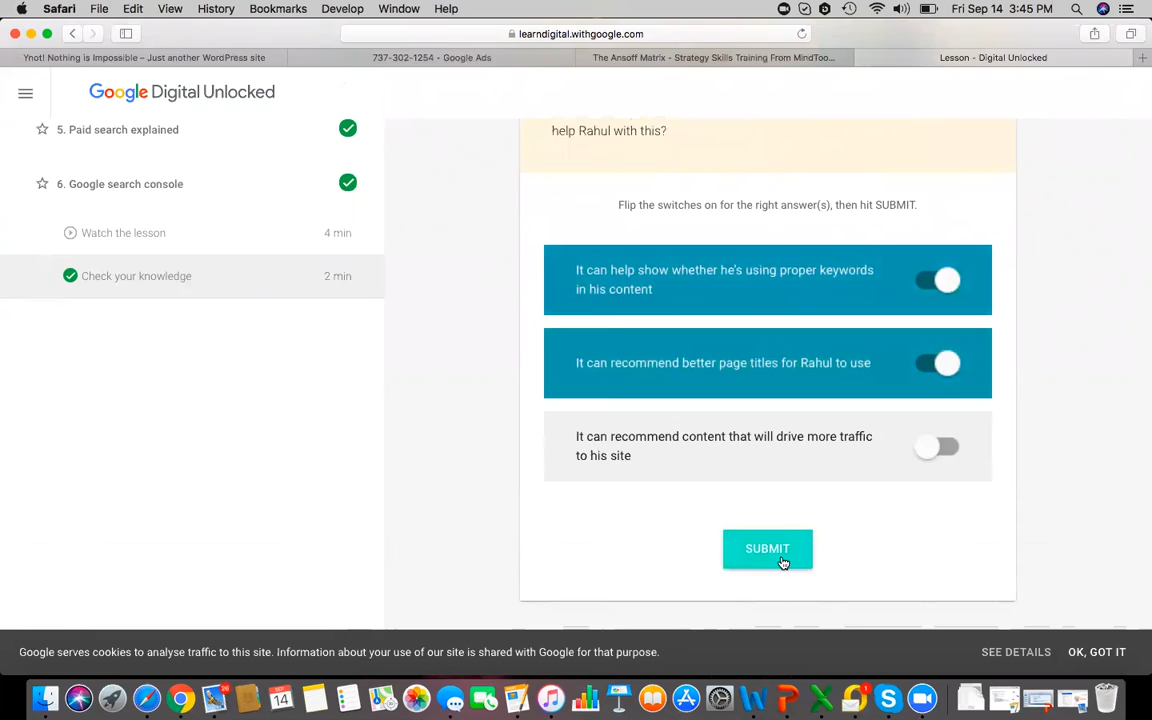 Safari File Edit View History Bookmarks Develop Window Help Fri Sep 14 3:45 PM
learndigital.withgoogle.com
Ynot! Nothing is Impossible – Just another WordPress site 737-302-1254 - Google Ads The Ansoff Matrix - Strategy Skills Training From MindToo... Lesson - Digital Unlocked
Google Digital Unlocked
5. Paid search explained
6. Google search console
Watch the lesson 4 min
Check your knowledge 2 min
help Rahul with this?
Flip the switches on for the right answer(s), then hit SUBMIT.
It can help show whether he's using proper keywords
in his content
It can recommend better page titles for Rahul to use
It can recommend content that will drive more traffic
to his site
SUBMIT
Google serves cookies to analyse traffic to this site. Information about your use of our site is shared with Google for that purpose. SEE DETAILS OK, GOT IT